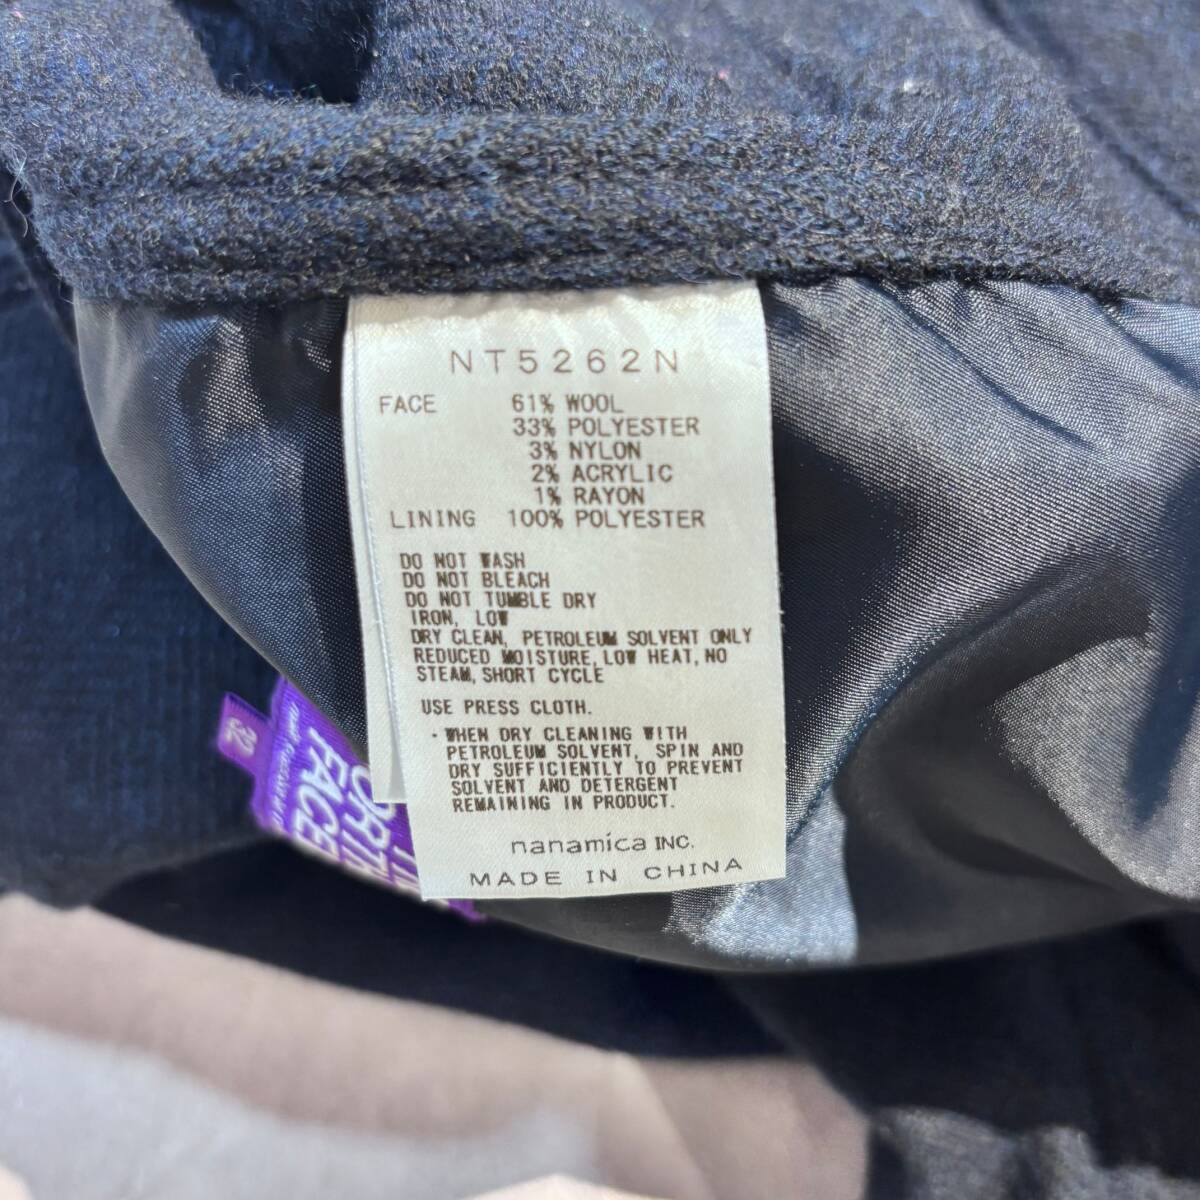 NT5262N
FACE 61% WOOL
33% POLYESTER
3% NYLON
2% ACRYLIC
1% RAYON
LINING 100% POLYESTER
DO NOT WASH
DO NOT BLEACH
DO NOT TUMBLE DRY
IRON, LOW
DRY CLEAN, PETROLEUM SOLVENT ONLY
REDUCED MOISTURE, LOW HEAT, NO
STEAM, SHORT CYCLE
USE PRESS CLOTH.
・WHEN DRY CLEANING WITH
PETROLEUM SOLVENT, SPIN AND
DRY SUFFICIENTLY TO PREVENT
SOLVENT AND DETERGENT
REMAINING IN PRODUCT.
nanamica INC.
MADE IN CHINA
ORTH
FACE
32